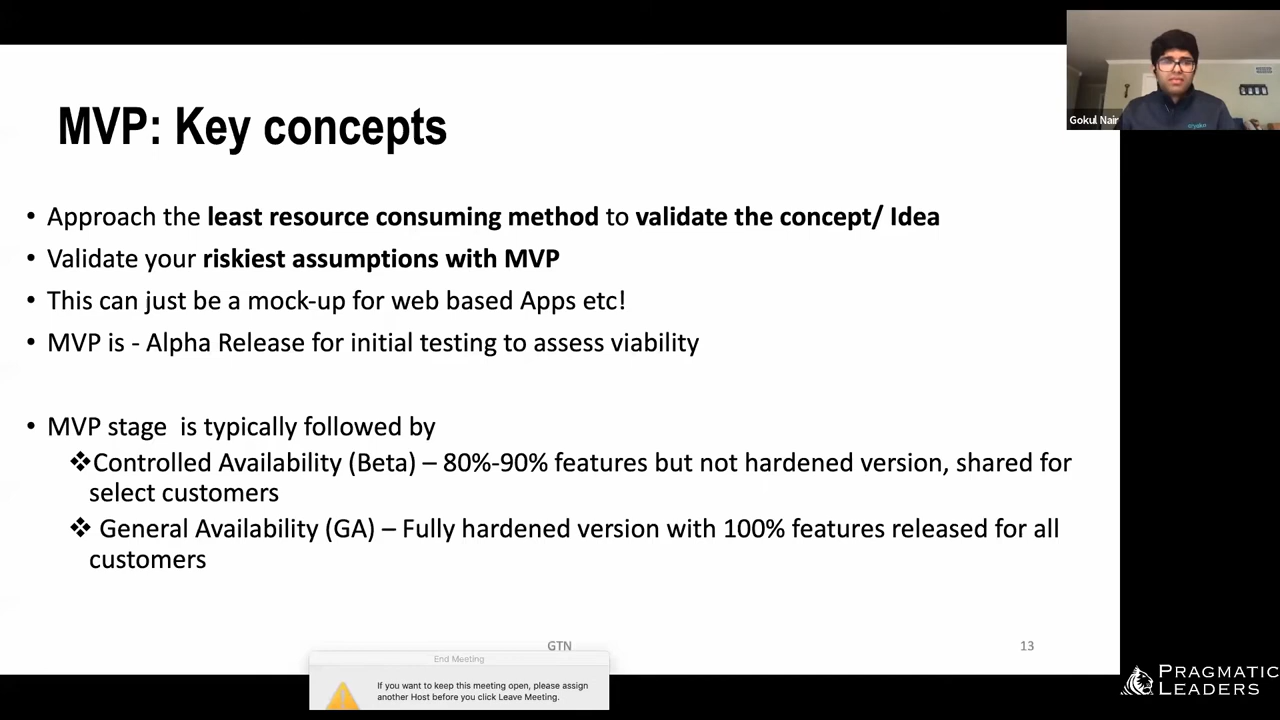 Gokul Nair
MVP: Key concepts
• Approach the least resource consuming method to validate the concept/ Idea
• Validate your riskiest assumptions with MVP
• This can just be a mock-up for web based Apps etc!
• MVP is - Alpha Release for initial testing to assess viability
• MVP stage  is typically followed by
❖Controlled Availability (Beta) – 80%-90% features but not hardened version, shared for
select customers
❖ General Availability (GA) – Fully hardened version with 100% features released for all
customers
GTN
13
End Meeting
If you want to keep this meeting open, please assign
another Host before you click Leave Meeting.
PRAGMATIC
LEADERS